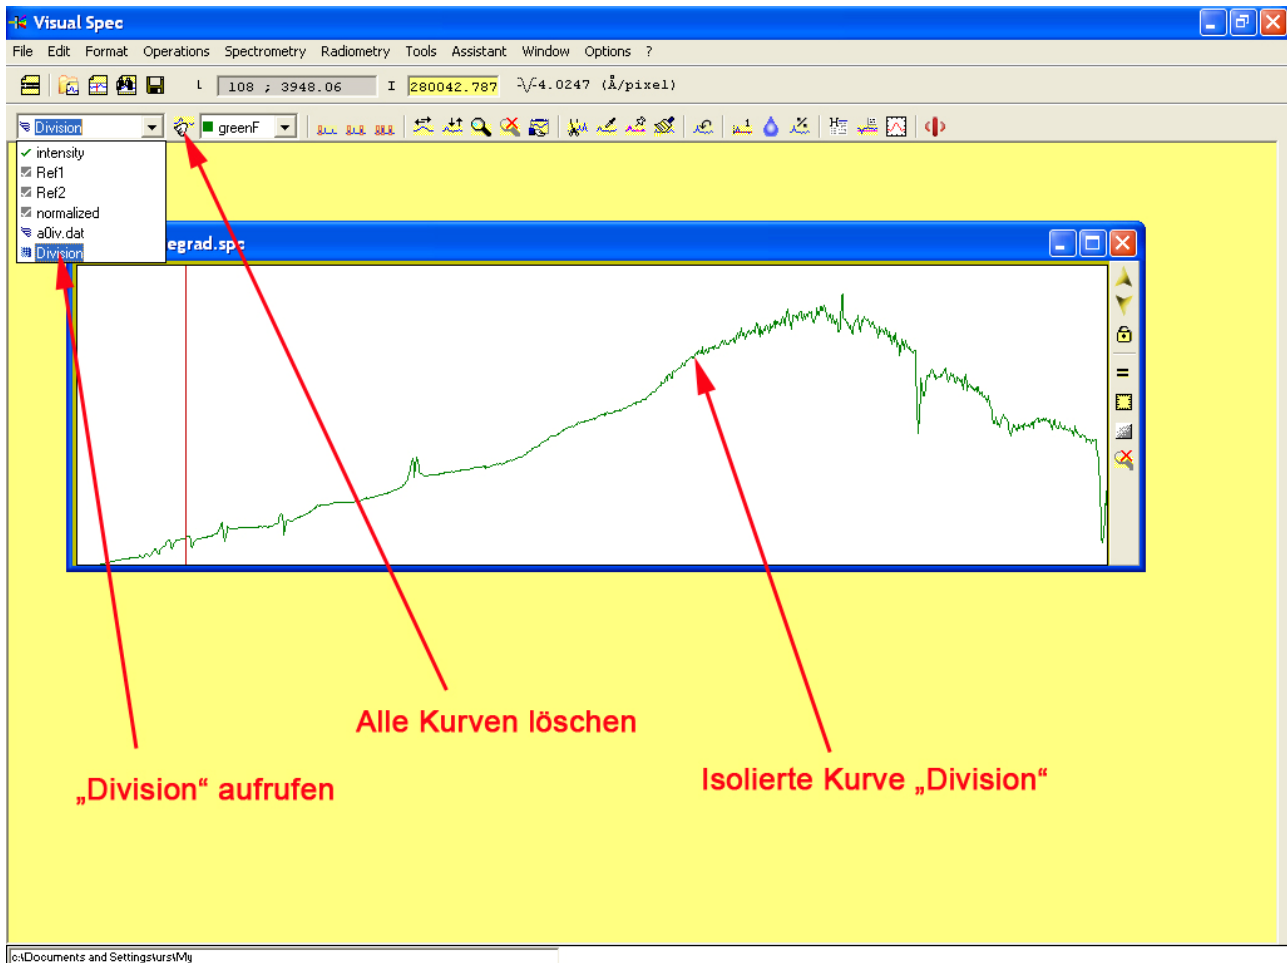 Visual Spec
File Edit Format Operations Spectrometry Radiometry Tools Assistant Window Options ?
L 108 ; 3948.06 I 280042.787 4.0247 (Å/pixel)
Division greenF
intensity
Ref1
Ref2
normalized
a0iv.dat
Division
egrad.spc
Alle Kurven löschen
Isolierte Kurve „Division“
„Division“ aufrufen
c:\Documents and Settings\urs\My